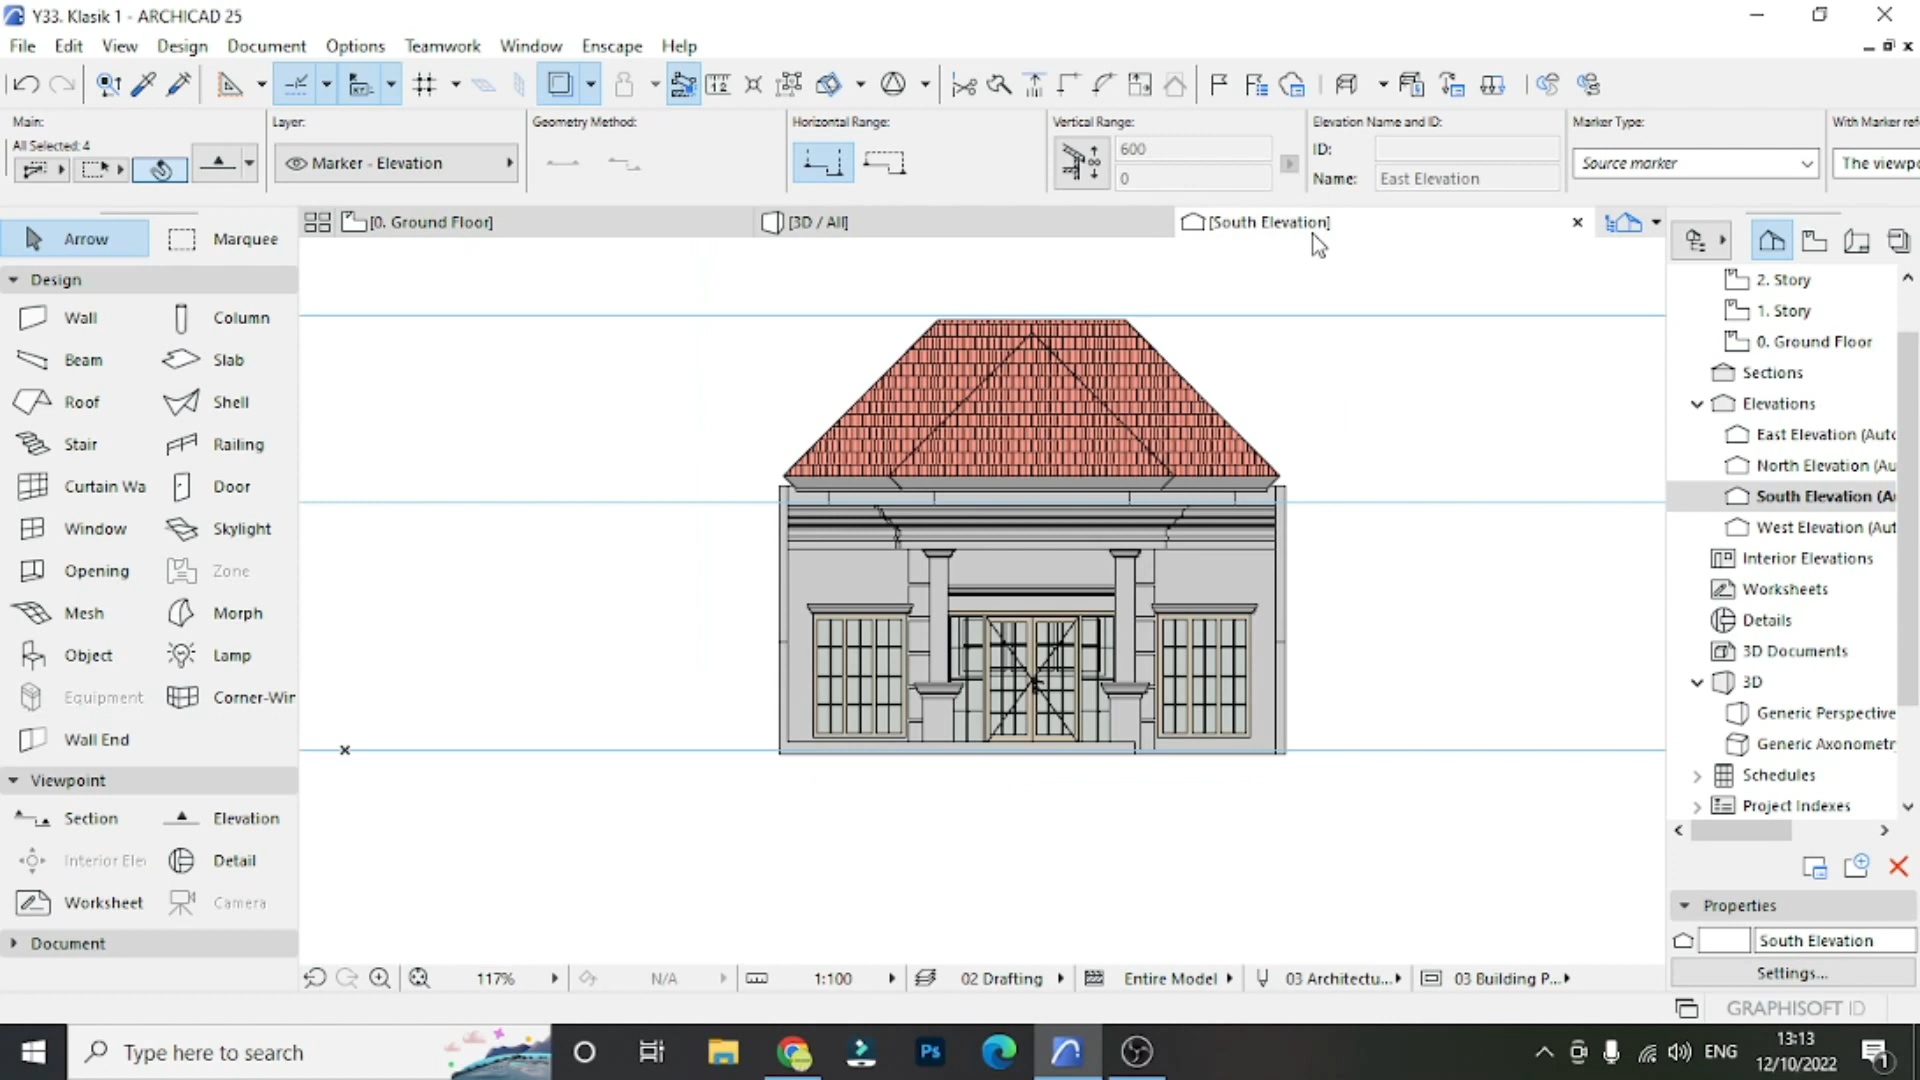 Y33. Klasik 1 - ARCHICAD 25
File Edit View Design Document Options Teamwork Window Enscape Help
Main:
All Selected: 4
Layer:
Marker - Elevation
Geometry Method:
Horizontal Range:
Vertical Range:
600
0
Elevation Name and ID:
ID:
Name: East Elevation
Marker Type:
Source marker
With Marker ref
The viewpo
[0. Ground Floor] [3D / All] [South Elevation]
Arrow Marquee
Design
Wall Column
Beam Slab
Roof Shell
Stair Railing
Curtain Wa Door
Window Skylight
Opening Zone
Mesh Morph
Object Lamp
Equipment Corner-Wir
Wall End
Viewpoint
Section Elevation
Interior Ele Detail
Worksheet Camera
Document
2. Story
1. Story
0. Ground Floor
Sections
Elevations
East Elevation (Auto
North Elevation (Au
South Elevation (Au
West Elevation (Aut
Interior Elevations
Worksheets
Details
3D Documents
3D
Generic Perspective
Generic Axonometr
Schedules
Project Indexes
Properties
South Elevation
Settings...
117% N/A 1:100 02 Drafting Entire Model 03 Architectu... 03 Building P...
GRAPHISOFT ID
Type here to search
Ps
ENG
13:13
12/10/2022
1